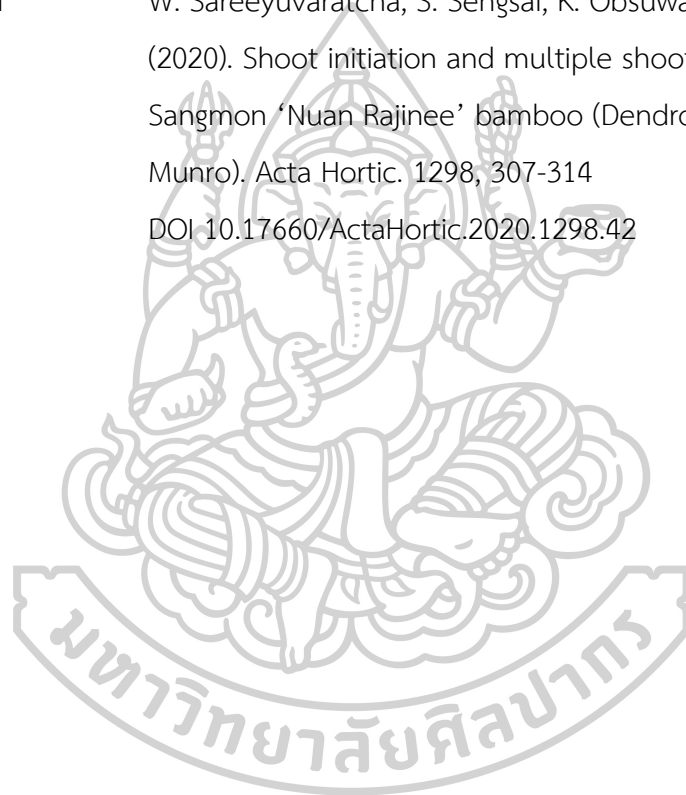 W. Sareeyuvaratcha, S. Sengsai, K. Obsuwa
(2020). Shoot initiation and multiple shoot
Sangmon ‘Nuan Rajinee’ bamboo (Dendro
Munro). Acta Hortic. 1298, 307-314
DOI 10.17660/ActaHortic.2020.1298.42
มหาวิทยาลัยศิลปากร